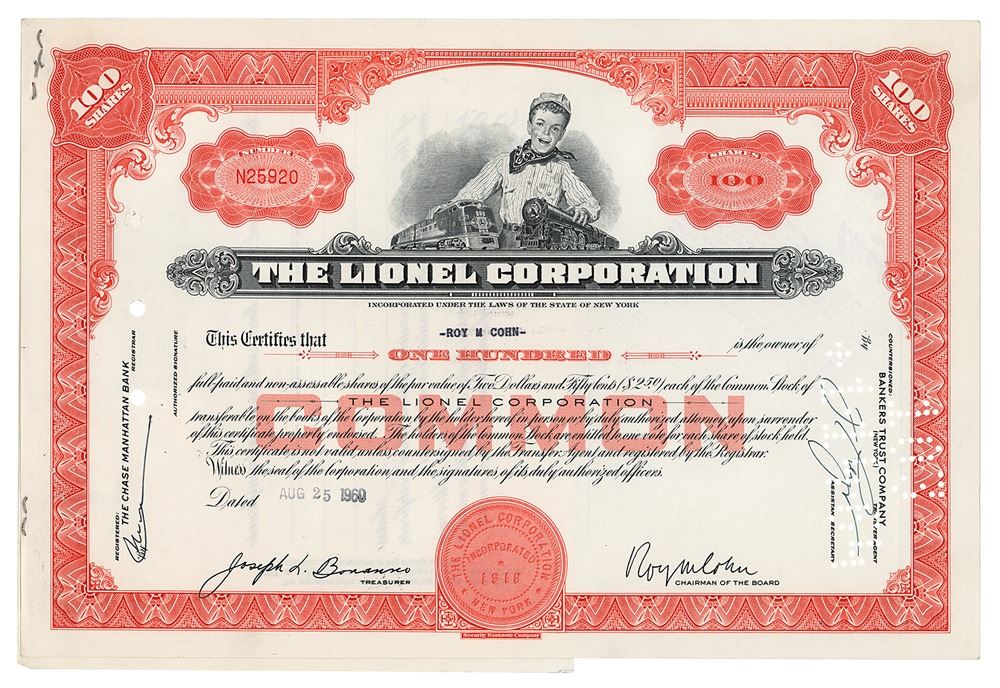 100 SHARES
100 SHARES
NUMBER
N25920
SHARES
100
THE LIONEL CORPORATION
INCORPORATED UNDER THE LAWS OF THE STATE OF NEW YORK
This Certifies that
-ROY M COHN-
is the owner of
ONE HUNDRED
full-paid and non-assessable shares of the par value of Two Dollars and Fifty Cents ($2.50) each of the Common Stock of
THE LIONEL CORPORATION
COMMON
transferable on the books of the corporation by the holder hereof in person or by duly authorized attorney upon surrender
of this certificate properly endorsed. The holders of the Common Stock are entitled to one vote for each share of stock held.
This certificate is not valid unless countersigned by the Transfer Agent and registered by the Registrar.
Witness the seal of the Corporation and the signatures of its duly authorized officers.
Dated AUG 25 1960
REGISTERED:
THE CHASE MANHATTAN BANK
REGISTRAR
AUTHORIZED SIGNATURE
COUNTERSIGNED:
BANKERS TRUST COMPANY
(NEW YORK)
TRANSFER AGENT
By
ASSISTANT SECRETARY
Joseph L. Bonanno
TREASURER
THE LIONEL CORPORATION
INCORPORATED
1918
NEW YORK
Roy M Cohn
CHAIRMAN OF THE BOARD
Security Banknote Company